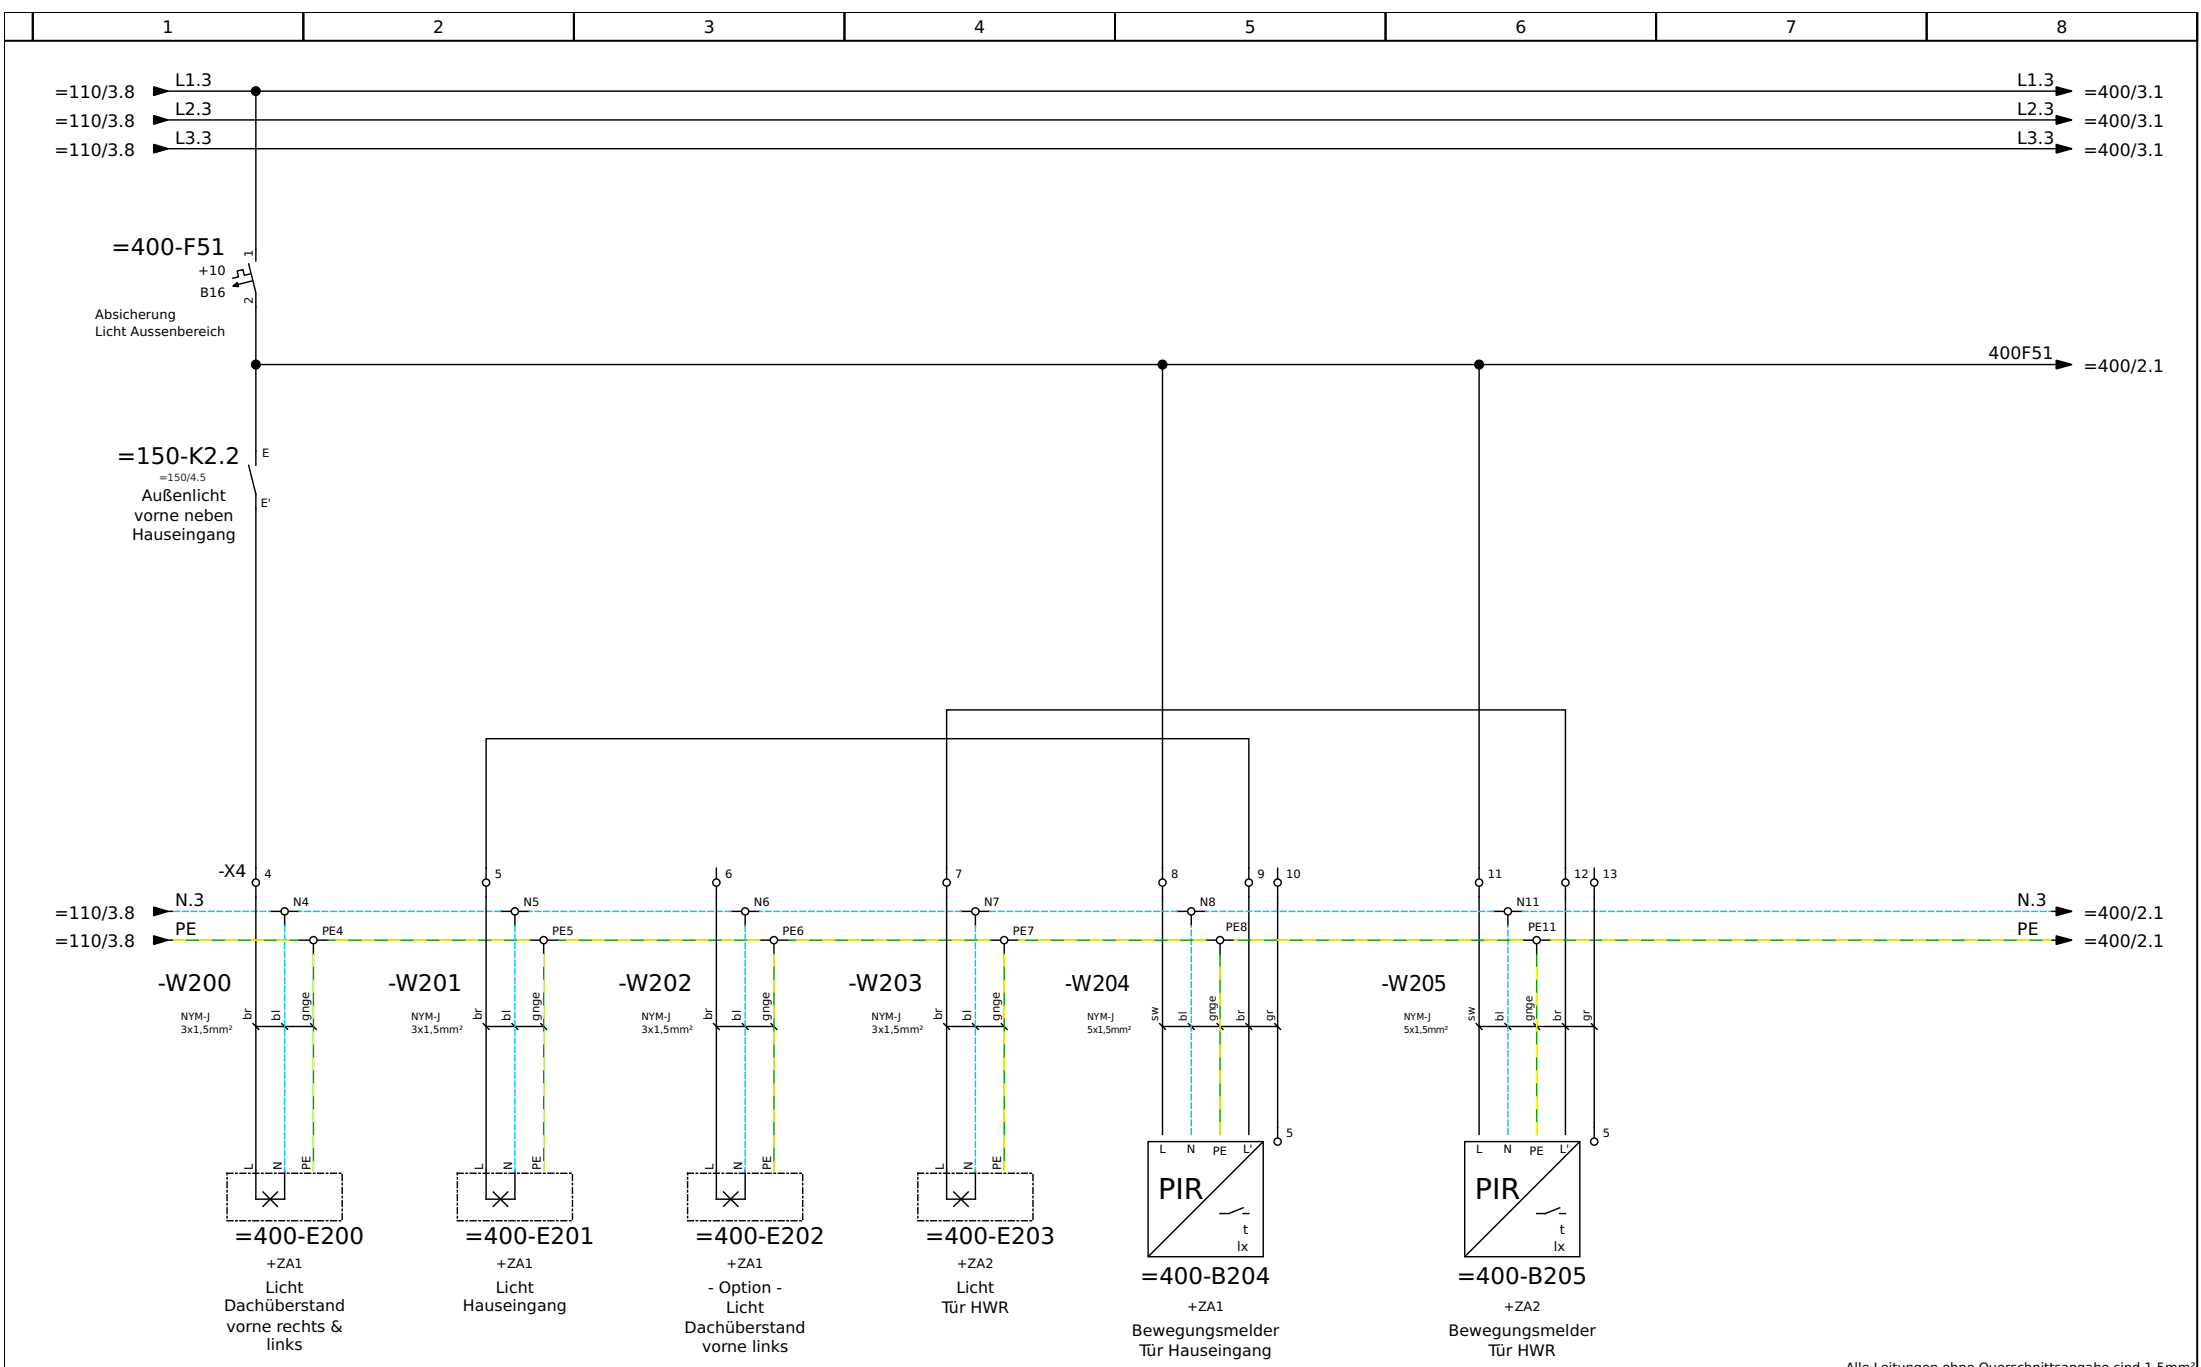 1 2 3 4 5 6 7 8
=110/3.8 L1.3 L1.3 =400/3.1
=110/3.8 L2.3 L2.3 =400/3.1
=110/3.8 L3.3 L3.3 =400/3.1
=400-F51 1
+10
B16 2
Absicherung
Licht Aussenbereich
400F51 =400/2.1
=150-K2.2 E
=150/4.5
Außenlicht E'
vorne neben
Hauseingang
-X4 4 5 6 7 8 9 10 11 12 13
=110/3.8 N.3 N4 N5 N6 N7 N8 N11 N.3 =400/2.1
=110/3.8 PE PE4 PE5 PE6 PE7 PE8 PE11 PE =400/2.1
-W200 -W201 -W202 -W203 -W204 -W205
NYM-J br bl gnge NYM-J br bl gnge NYM-J br bl gnge NYM-J br bl gnge NYM-J sw bl gnge br gr NYM-J sw bl gnge br gr
3x1,5mm² 3x1,5mm² 3x1,5mm² 3x1,5mm² 5x1,5mm² 5x1,5mm²
5 5
L N PE L N PE L N PE L N PE L N PE L' L N PE L'
PIR PIR
t t
lx lx
=400-E200
+ZA1
Licht
Dachüberstand
vorne rechts &
links
=400-E201
+ZA1
Licht
Hauseingang
=400-E202
+ZA1
- Option -
Licht
Dachüberstand
vorne links
=400-E203
+ZA2
Licht
Tür HWR
=400-B204
+ZA1
Bewegungsmelder
Tür Hauseingang
=400-B205
+ZA2
Bewegungsmelder
Tür HWR
Alle Leitungen ohne Querschnittsangabe sind 1,5mm²